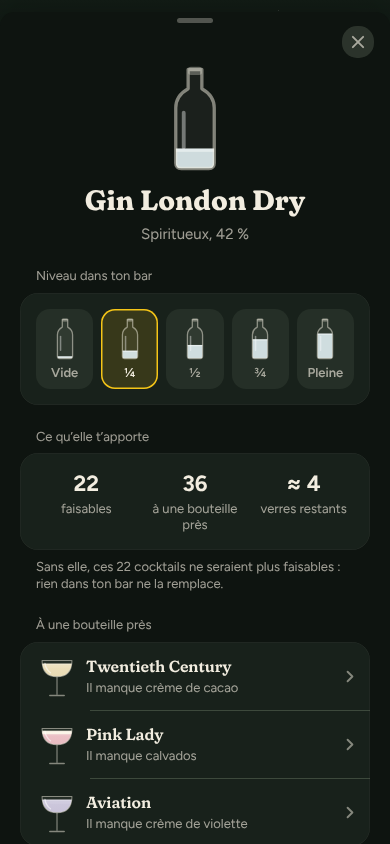 Gin London Dry
Spiritueux, 42 %
Niveau dans ton bar
Vide
¼
½
¾
Pleine
Ce qu'elle t'apporte
22
faisables
36
à une bouteille
près
≈ 4
verres restants
Sans elle, ces 22 cocktails ne seraient plus faisables :
rien dans ton bar ne la remplace.
À une bouteille près
Twentieth Century
Il manque crème de cacao
Pink Lady
Il manque calvados
Aviation
Il manque crème de violette